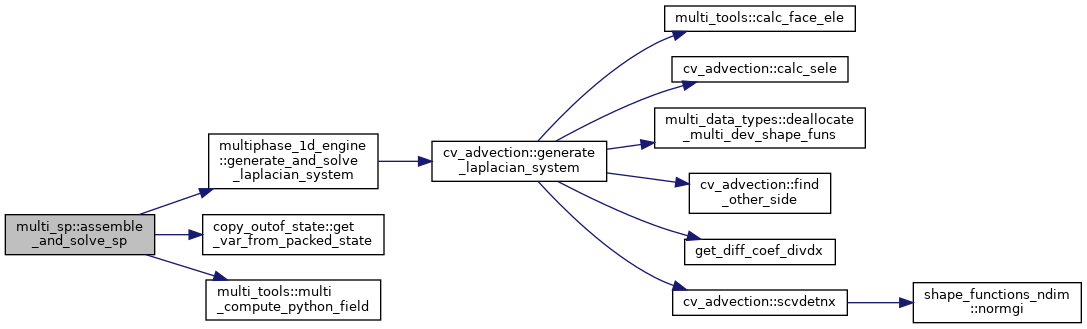 multi_sp::assemble
_and_solve_sp
multiphase_1d_engine
::generate_and_solve
_laplacian_system
copy_outof_state::get
_var_from_packed_state
multi_tools::multi
_compute_python_field
cv_advection::generate
_laplacian_system
multi_tools::calc_face_ele
cv_advection::calc_sele
multi_data_types::deallocate
_multi_dev_shape_funs
cv_advection::find
_other_side
get_diff_coef_divdx
cv_advection::scvdetnx
shape_functions_ndim
::normgi